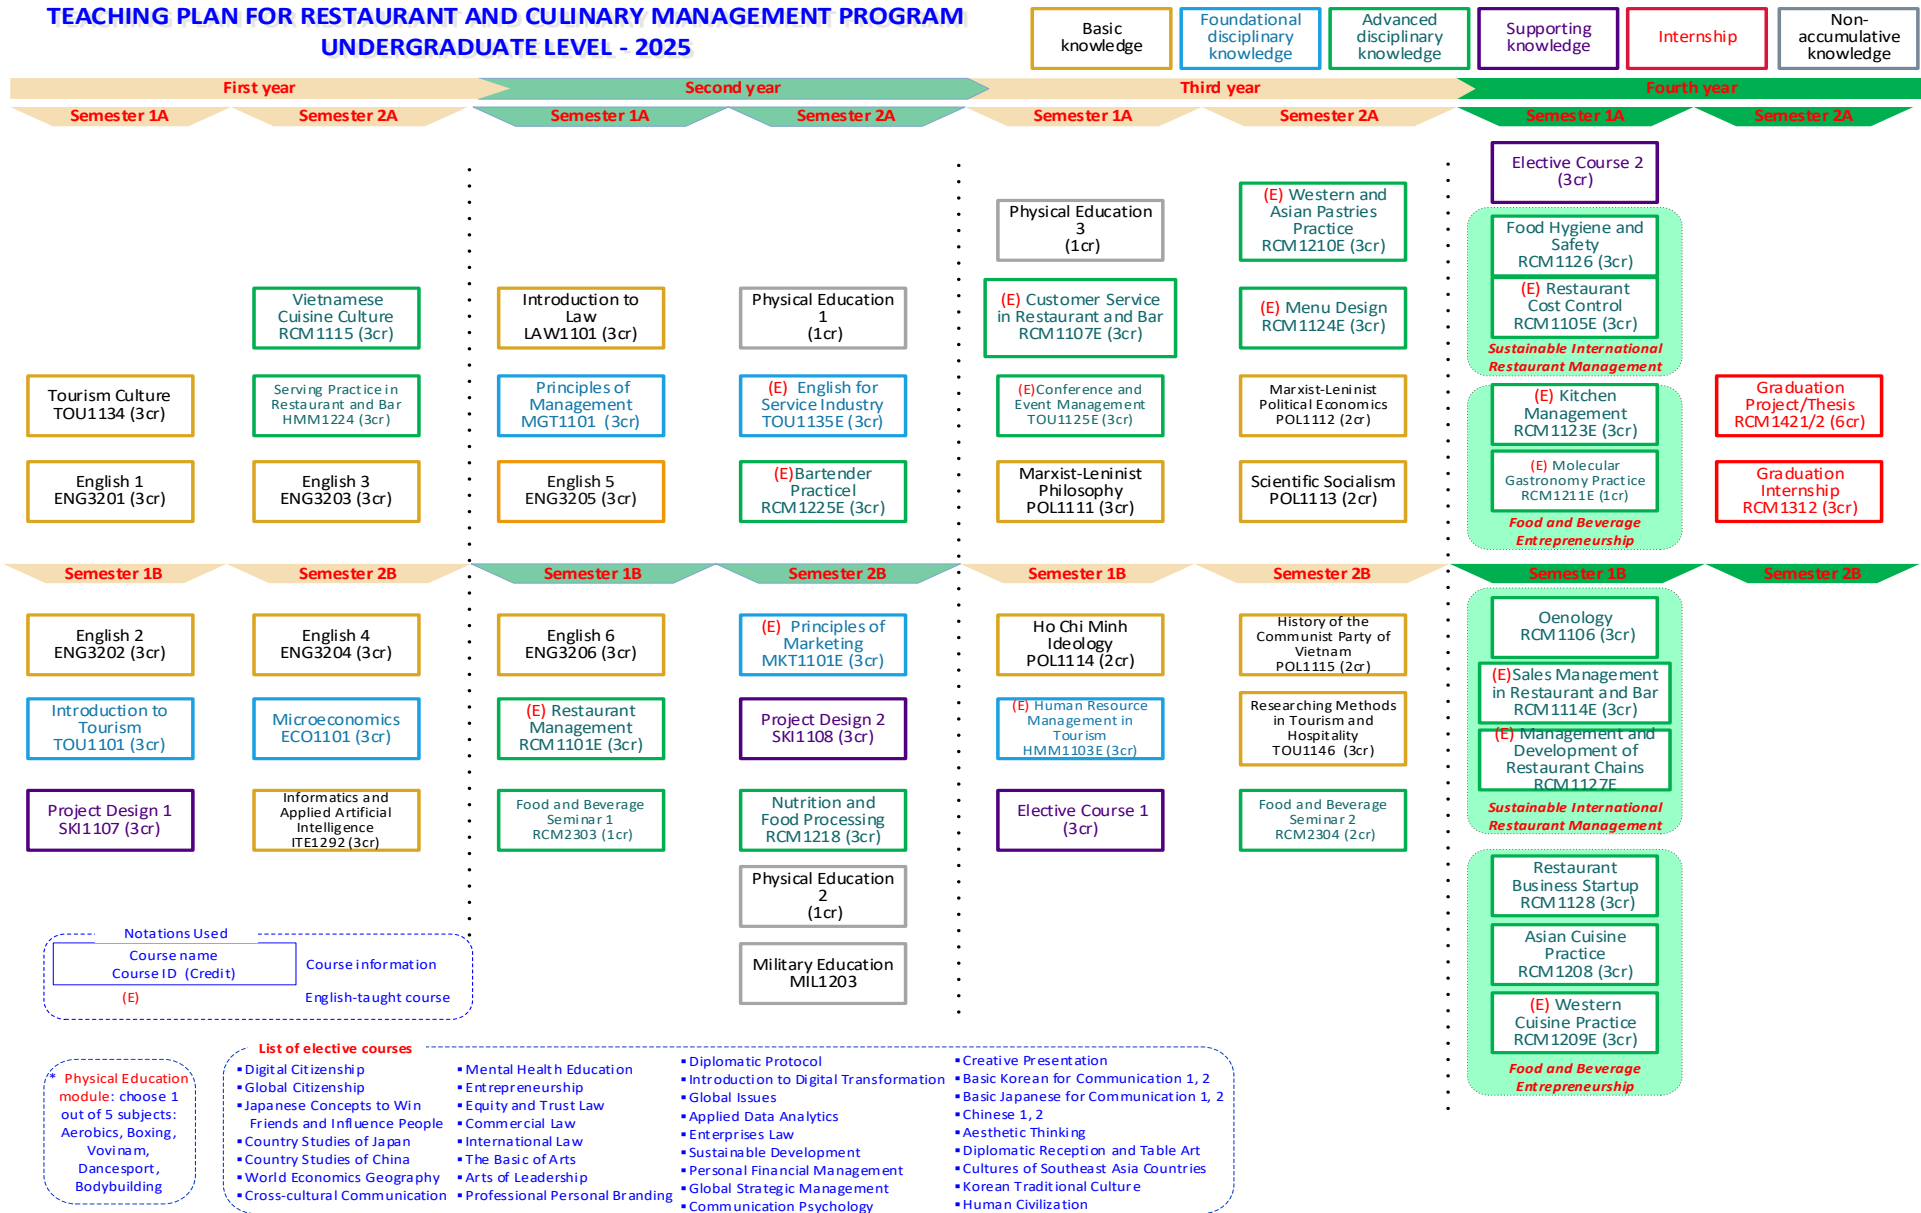 TEACHING PLAN FOR RESTAURANT AND CULINARY MANAGEMENT PROGRAM
UNDERGRADUATE LEVEL - 2025
Basic
knowledge
Foundational
disciplinary
knowledge
Advanced
disciplinary
knowledge
Supporting
knowledge
Internship
Non-
accumulative
knowledge
First year
Second year
Third year
Fourth year
Semester 1A
Semester 2A
Semester 1A
Semester 2A
Semester 1A
Semester 2A
Semester 1A
Semester 2A
Tourism Culture
TOU1134 (3cr)
English 1
ENG3201 (3cr)
Vietnamese
Cuisine Culture
RCM1115 (3cr)
Serving Practice in
Restaurant and Bar
HMM1224 (3cr)
English 3
ENG3203 (3cr)
Introduction to
Law
LAW1101 (3cr)
Principles of
Management
MGT1101 (3cr)
English 5
ENG3205 (3cr)
Physical Education
1
(1cr)
(E) English for
Service Industry
TOU1135E (3cr)
(E)Bartender
Practicel
RCM1225E (3cr)
Physical Education
3
(1cr)
(E) Customer Service
in Restaurant and Bar
RCM1107E (3cr)
(E)Conference and
Event Management
TOU1125E (3cr)
Marxist-Leninist
Philosophy
POL1111 (3cr)
(E) Western and
Asian Pastries
Practice
RCM1210E (3cr)
(E) Menu Design
RCM1124E (3cr)
Marxist-Leninist
Political Economics
POL1112 (2cr)
Scientific Socialism
POL1113 (2cr)
Elective Course 2
(3cr)
Food Hygiene and
Safety
RCM1126 (3cr)
(E) Restaurant
Cost Control
RCM1105E (3cr)
Sustainable International
Restaurant Management
(E) Kitchen
Management
RCM1123E (3cr)
(E) Molecular
Gastronomy Practice
RCM1211E (1cr)
Food and Beverage
Entrepreneurship
Graduation
Project/Thesis
RCM1421/2 (6cr)
Graduation
Internship
RCM1312 (3cr)
Semester 1B
Semester 2B
Semester 1B
Semester 2B
Semester 1B
Semester 2B
Semester 1B
Semester 2B
English 2
ENG3202 (3cr)
Introduction to
Tourism
TOU1101 (3cr)
Project Design 1
SKI1107 (3cr)
English 4
ENG3204 (3cr)
Microeconomics
ECO1101 (3cr)
Informatics and
Applied Artificial
Intelligence
ITE1292 (3cr)
English 6
ENG3206 (3cr)
(E) Restaurant
Management
RCM1101E (3cr)
Food and Beverage
Seminar 1
RCM2303 (1cr)
(E) Principles of
Marketing
MKT1101E (3cr)
Project Design 2
SKI1108 (3cr)
Nutrition and
Food Processing
RCM1218 (3cr)
Physical Education
2
(1cr)
Military Education
MIL1203
Ho Chi Minh
Ideology
POL1114 (2cr)
(E) Human Resource
Management in
Tourism
HMM1103E (3cr)
Elective Course 1
(3cr)
History of the
Communist Party of
Vietnam
POL1115 (2cr)
Researching Methods
in Tourism and
Hospitality
TOU1146 (3cr)
Food and Beverage
Seminar 2
RCM2304 (2cr)
Oenology
RCM1106 (3cr)
(E)Sales Management
in Restaurant and Bar
RCM1114E (3cr)
(E) Management and
Development of
Restaurant Chains
RCM1127E
Sustainable International
Restaurant Management
Restaurant
Business Startup
RCM1128 (3cr)
Asian Cuisine
Practice
RCM1208 (3cr)
(E) Western
Cuisine Practice
RCM1209E (3cr)
Food and Beverage
Entrepreneurship
Notations Used
Course name
Course ID (Credit)
Course information
(E)
English-taught course
* Physical Education
module: choose 1
out of 5 subjects:
Aerobics, Boxing,
Vovinam,
Dancesport,
Bodybuilding
List of elective courses
▪ Digital Citizenship
▪ Global Citizenship
▪ Japanese Concepts to Win
Friends and Influence People
▪ Country Studies of Japan
▪ Country Studies of China
▪ World Economics Geography
▪ Cross-cultural Communication
▪ Mental Health Education
▪ Entrepreneurship
▪ Equity and Trust Law
▪ Commercial Law
▪ International Law
▪ The Basic of Arts
▪ Arts of Leadership
▪ Professional Personal Branding
▪ Diplomatic Protocol
▪ Introduction to Digital Transformation
▪ Global Issues
▪ Applied Data Analytics
▪ Enterprises Law
▪ Sustainable Development
▪ Personal Financial Management
▪ Global Strategic Management
▪ Communication Psychology
▪ Creative Presentation
▪ Basic Korean for Communication 1, 2
▪ Basic Japanese for Communication 1, 2
▪ Chinese 1, 2
▪ Aesthetic Thinking
▪ Diplomatic Reception and Table Art
▪ Cultures of Southeast Asia Countries
▪ Korean Traditional Culture
▪ Human Civilization